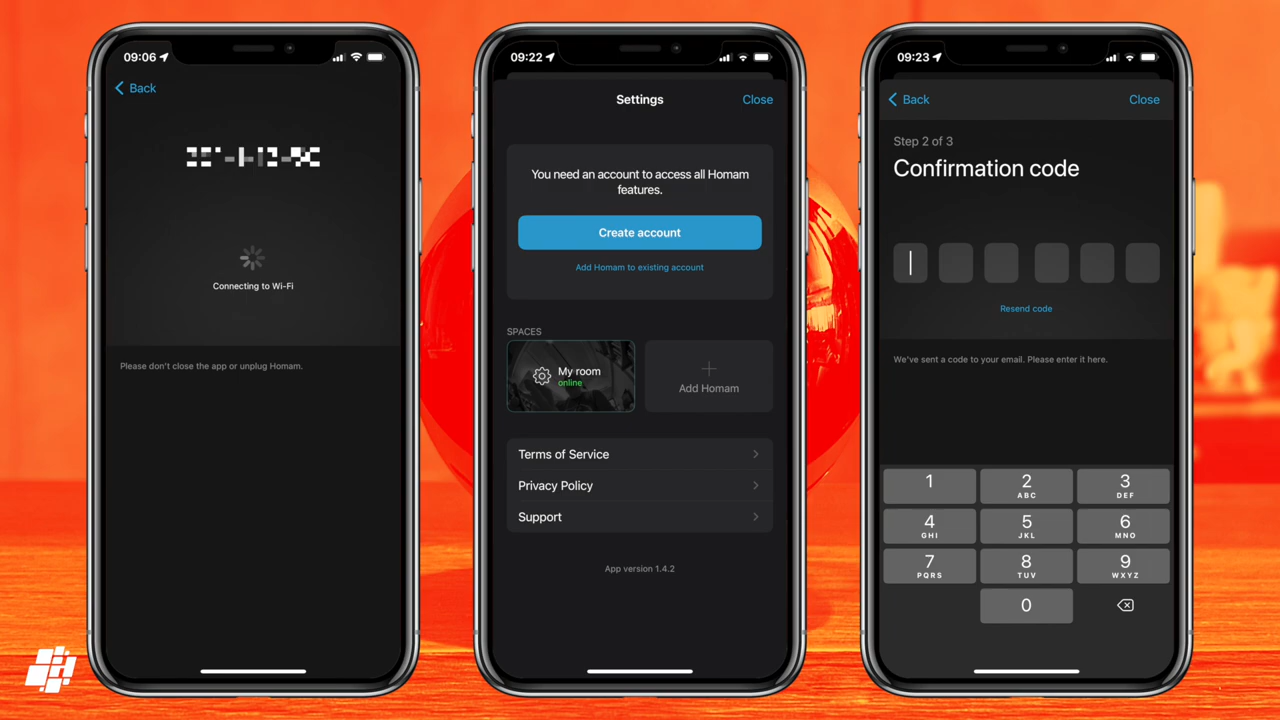 09:06
Back
Connecting to Wi-Fi
Please don't close the app or unplug Homam.
09:22
Settings
Close
You need an account to access all Homam
features.
Create account
Add Homam to existing account
SPACES
My room
online
Add Homam
Terms of Service
Privacy Policy
Support
App version 1.4.2
09:23
Back
Close
Step 2 of 3
Confirmation code
Resend code
We've sent a code to your email. Please enter it here.
1 2 3
ABC DEF
4 5 6
GHI JKL MNO
7 8 9
PQRS TUV WXYZ
0